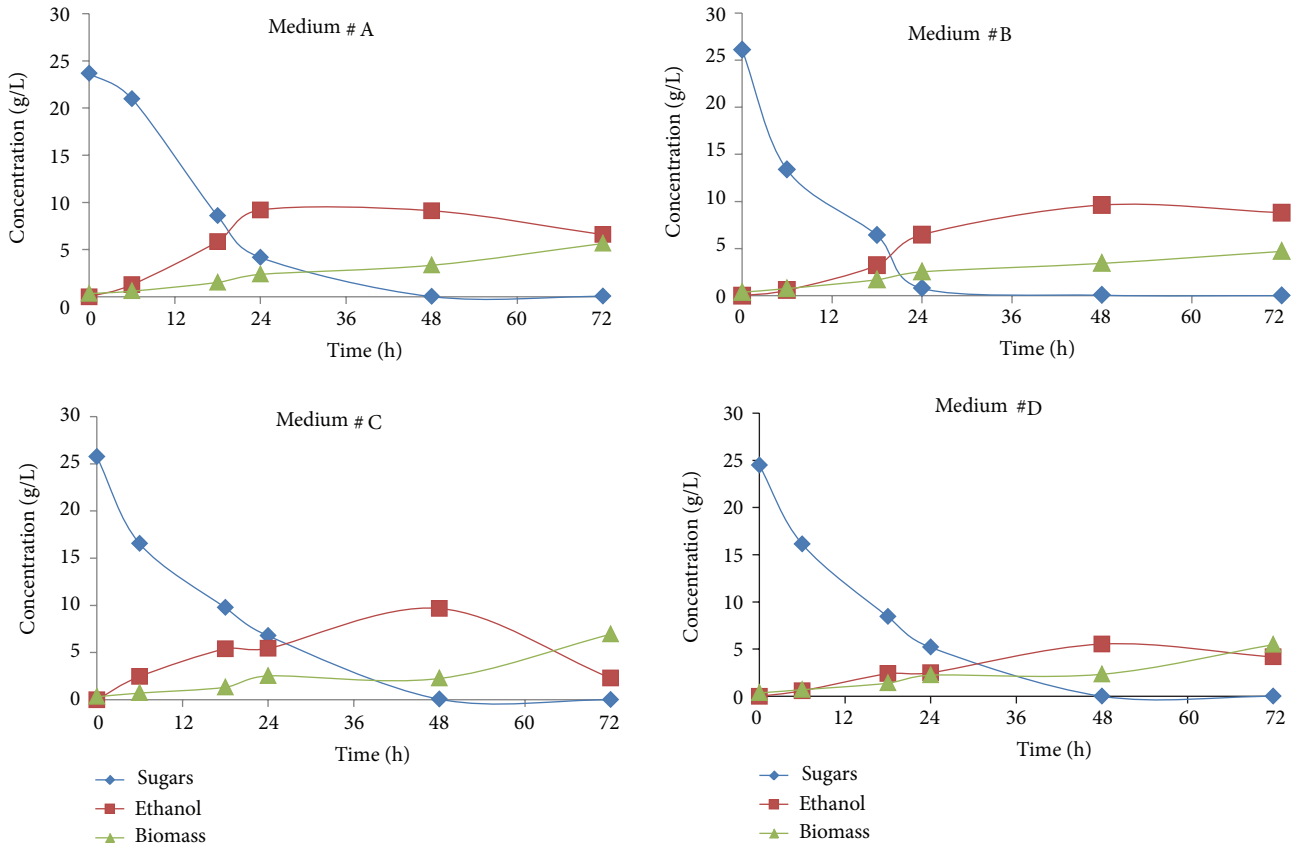 Medium # A
Concentration (g/L)
30
25
20
15
10
5
0
0 12 24 36 48 60 72
Time (h)
Medium #B
Concentration (g/L)
30
25
20
15
10
5
0
0 12 24 36 48 60 72
Time (h)
Medium # C
Concentration (g/L)
30
25
20
15
10
5
0
0 12 24 36 48 60 72
Time (h)
Sugars
Ethanol
Biomass
Medium #D
Concentration (g/L)
30
25
20
15
10
5
0
0 12 24 36 48 60 72
Time (h)
Sugars
Ethanol
Biomass